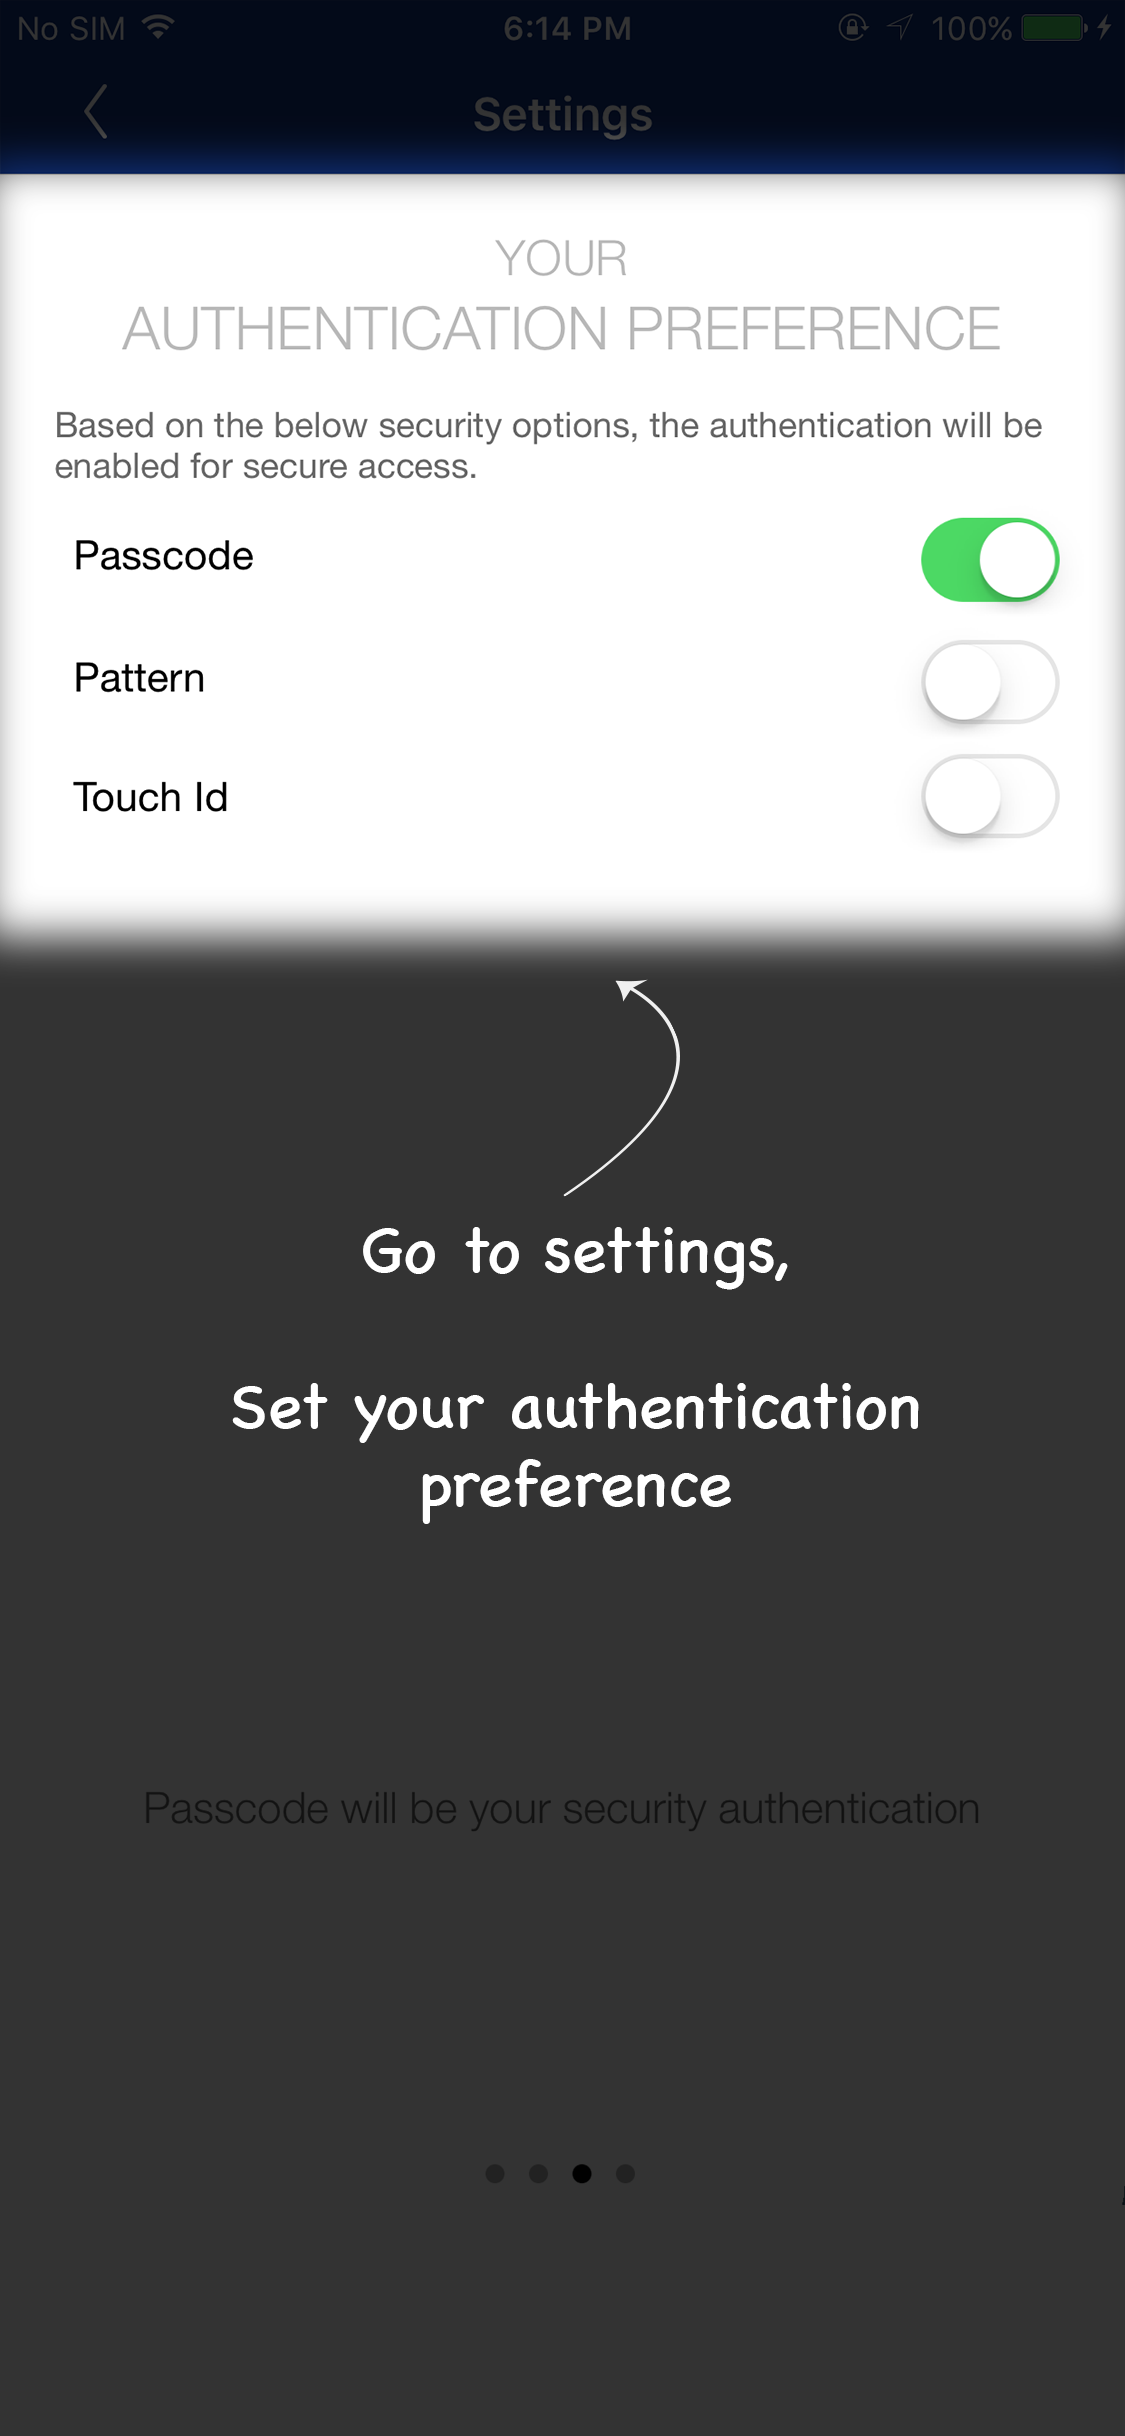 No SIM 6:14 PM 100%
Settings
YOUR
AUTHENTICATION PREFERENCE
Based on the below security options, the authentication will be
enabled for secure access.
Passcode
Pattern
Touch Id
Go to settings,
Set your authentication
preference
Passcode will be your security authentication